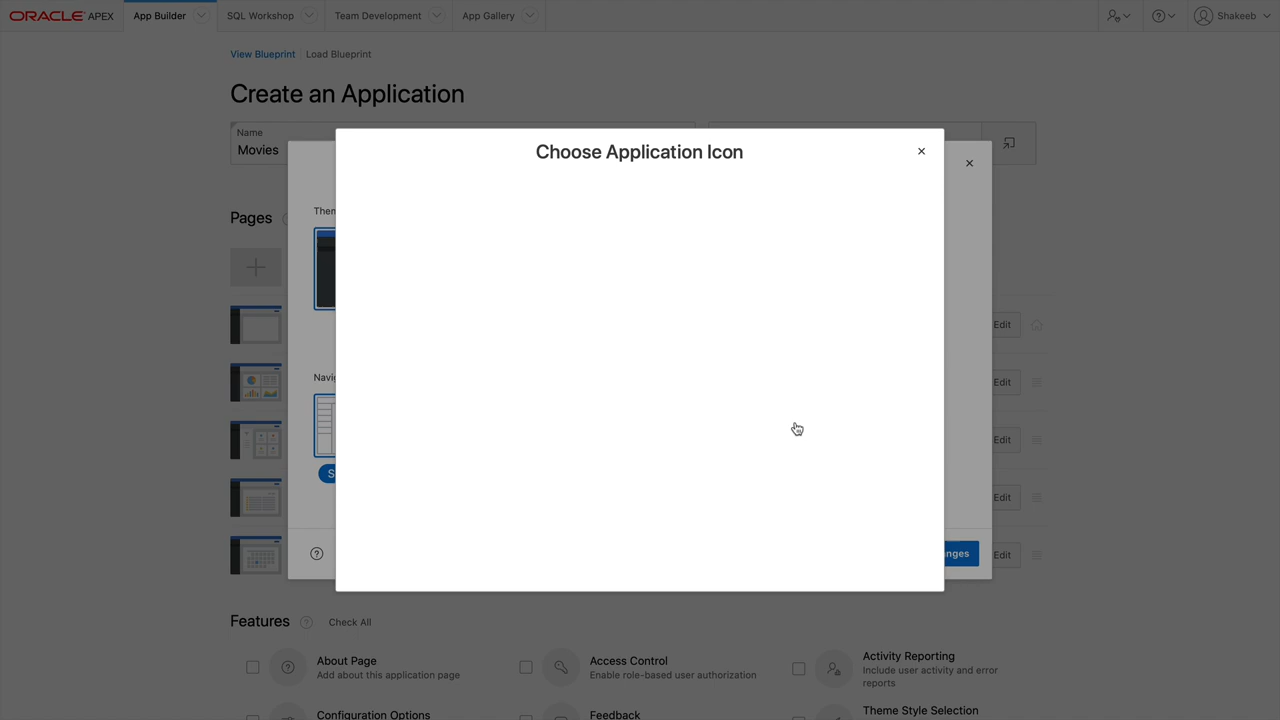 ORACLE APEX App Builder SQL Workshop Team Development App Gallery Shakeeb
View Blueprint Load Blueprint
Create an Application
Name
Movies
Choose Application Icon
Pages
Edit
Edit
Edit
Edit
Edit
Features Check All
About Page
Add about this application page
Access Control
Enable role-based user authorization
Activity Reporting
Include user activity and error
reports
Configuration Options
Feedback
Theme Style Selection